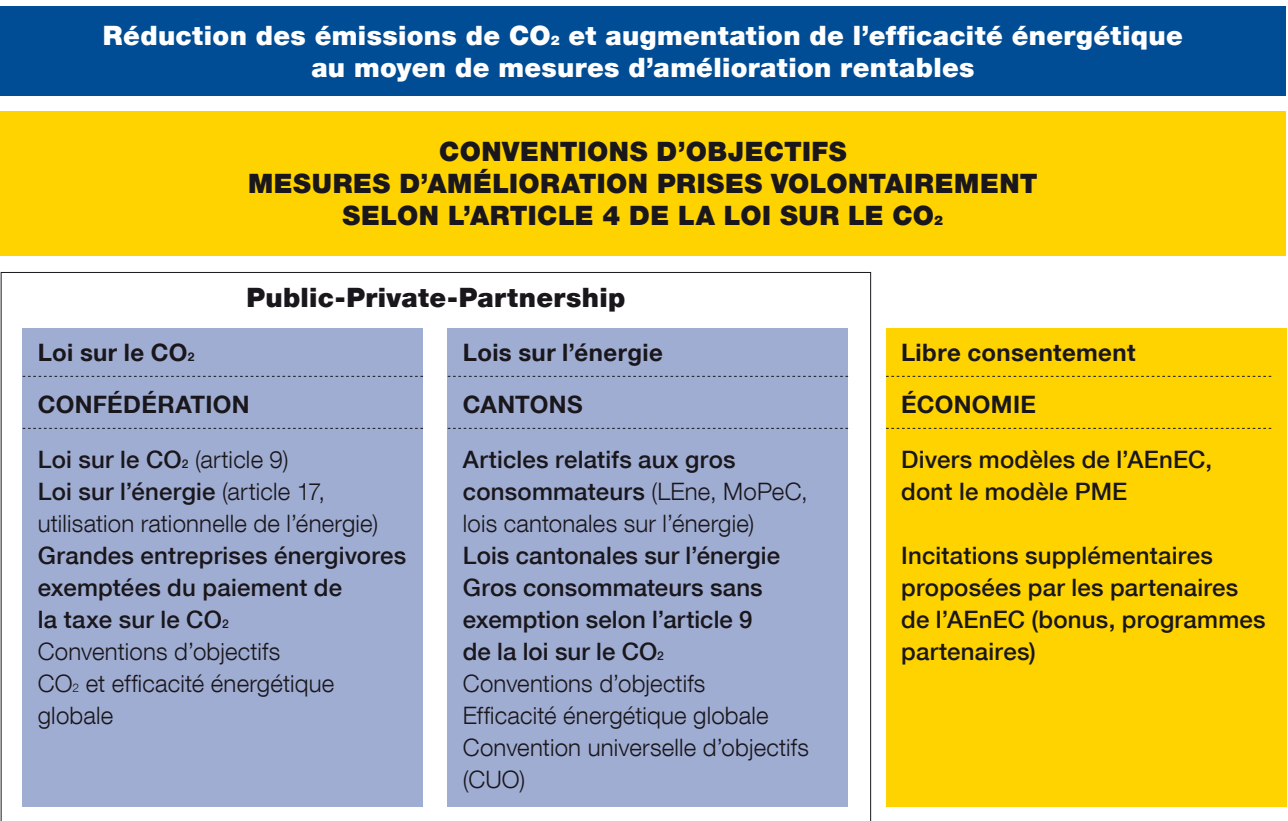 Réduction des émissions de CO₂ et augmentation de l'efficacité énergétique
au moyen de mesures d'amélioration rentables
CONVENTIONS D'OBJECTIFS
MESURES D'AMÉLIORATION PRISES VOLONTAIREMENT
SELON L'ARTICLE 4 DE LA LOI SUR LE CO₂
Public-Private-Partnership
Loi sur le CO₂
CONFÉDÉRATION
Loi sur le CO₂ (article 9)
Loi sur l'énergie (article 17,
utilisation rationnelle de l'énergie)
Grandes entreprises énergivores
exemptées du paiement de
la taxe sur le CO₂
Conventions d'objectifs
CO₂ et efficacité énergétique
globale
Lois sur l'énergie
CANTONS
Articles relatifs aux gros
consommateurs (LEne, MoPeC,
lois cantonales sur l'énergie)
Lois cantonales sur l'énergie
Gros consommateurs sans
exemption selon l'article 9
de la loi sur le CO₂
Conventions d'objectifs
Efficacité énergétique globale
Convention universelle d'objectifs
(CUO)
Libre consentement
ÉCONOMIE
Divers modèles de l'AEnEC,
dont le modèle PME
Incitations supplémentaires
proposées par les partenaires
de l'AEnEC (bonus, programmes
partenaires)